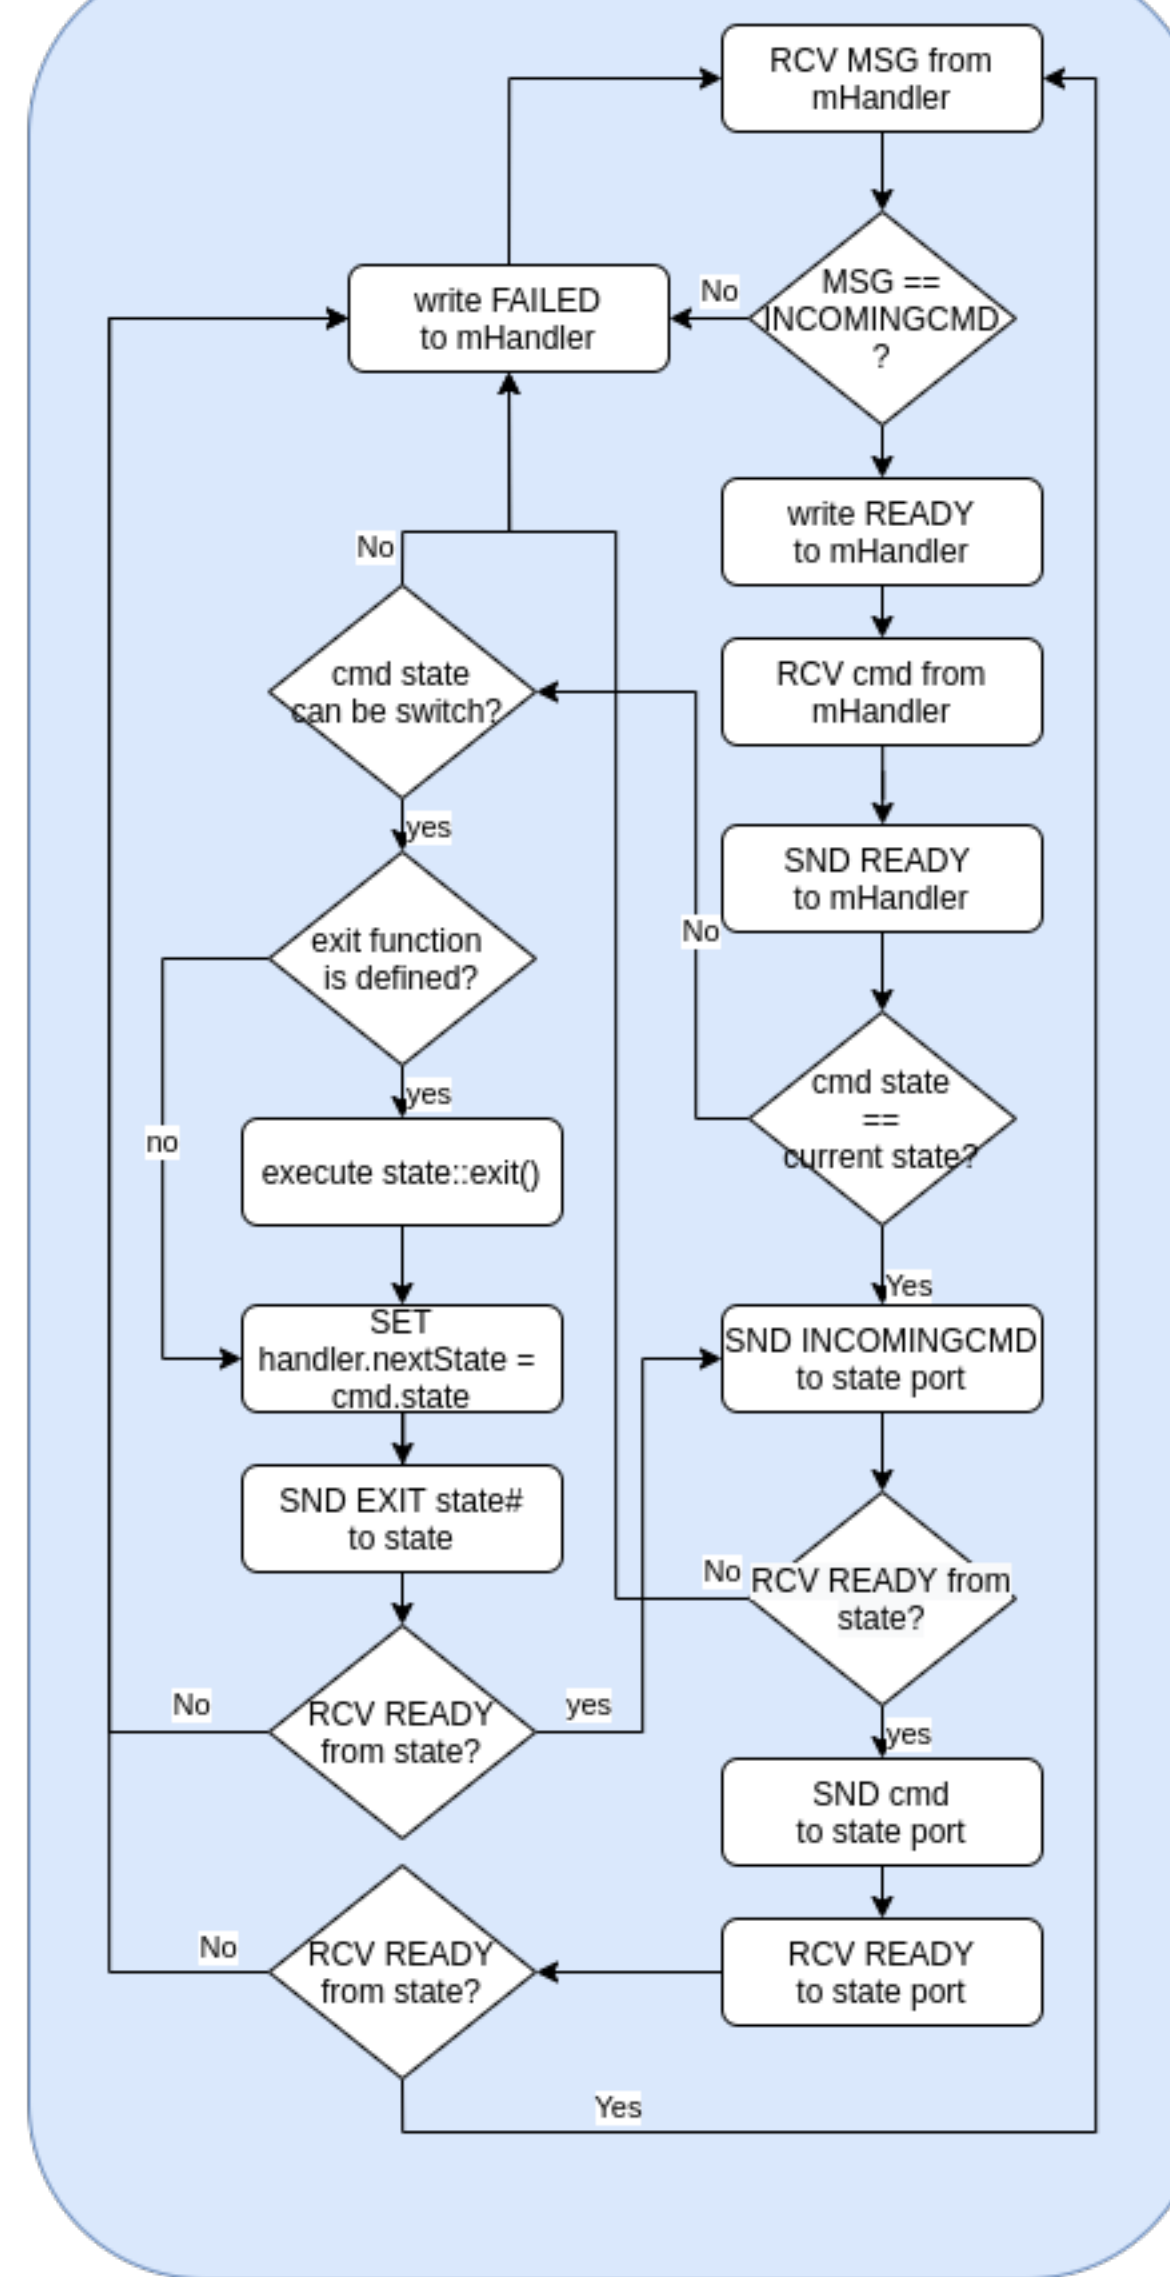 RCV MSG from
mHandler
MSG ==
INCOMINGCMD
?
No
write FAILED
to mHandler
write READY
to mHandler
No
cmd state
can be switch?
RCV cmd from
mHandler
yes
SND READY
to mHandler
No
exit function
is defined?
yes
no
cmd state
==
current state?
execute state::exit()
Yes
SET
handler.nextState =
cmd.state
SND INCOMINGCMD
to state port
SND EXIT state#
to state
No
RCV READY from
state?
No
RCV READY
from state?
yes
yes
SND cmd
to state port
No
RCV READY
from state?
RCV READY
to state port
Yes